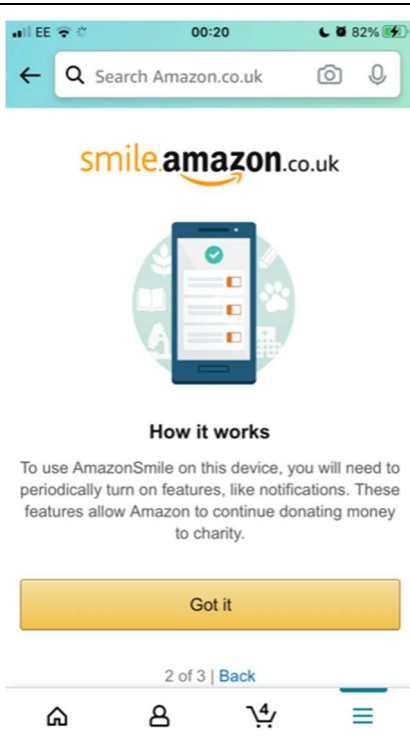 EE 00:20 82%
Search Amazon.co.uk
smile.amazon.co.uk
How it works
To use AmazonSmile on this device, you will need to
periodically turn on features, like notifications. These
features allow Amazon to continue donating money
to charity.
Got it
2 of 3 | Back
4